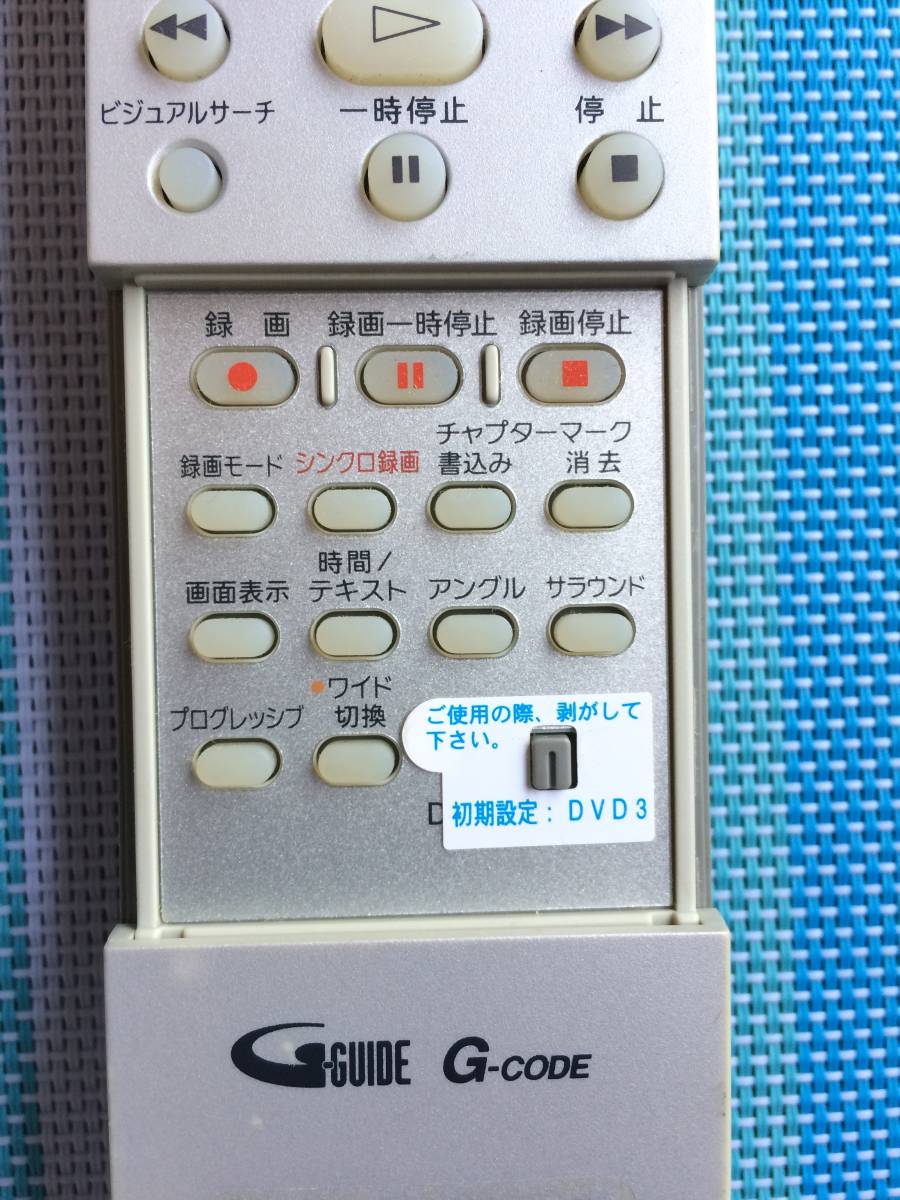 ビジュアルサーチ 一時停止 停止
録画 録画一時停止 録画停止
チャプターマーク
録画モード シンクロ録画 書込み 消去
時間/
画面表示 テキスト アングル サラウンド
ワイド
プログレッシブ 切換
ご使用の際、剥がして
下さい。
D
初期設定：DVD3
G-GUIDE G-CODE